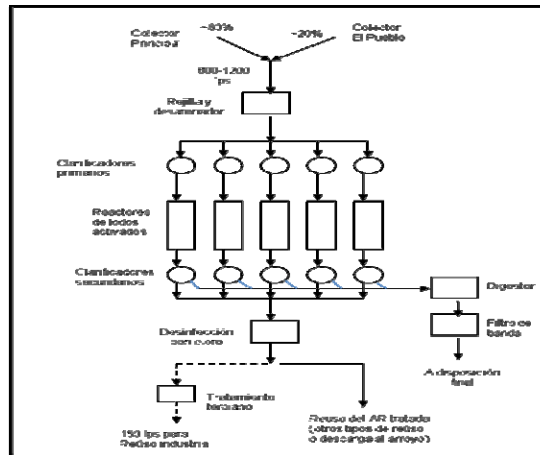 ~80%
Colector
Principal
~20%
Colector
El Pueblo
800-1200
lps
Rejilla y
desarenador
Clarificadores
primarios
Reactores
de lodos
activados
Clarificadores
secundarios
Digestor
Desinfección
con cloro
Filtro de
banda
A disposición
final
Tratamiento
terciario
lps para
Reúso industria
Reuso del AR tratado
(otros tipos de reúso
o descarga al arroyo)